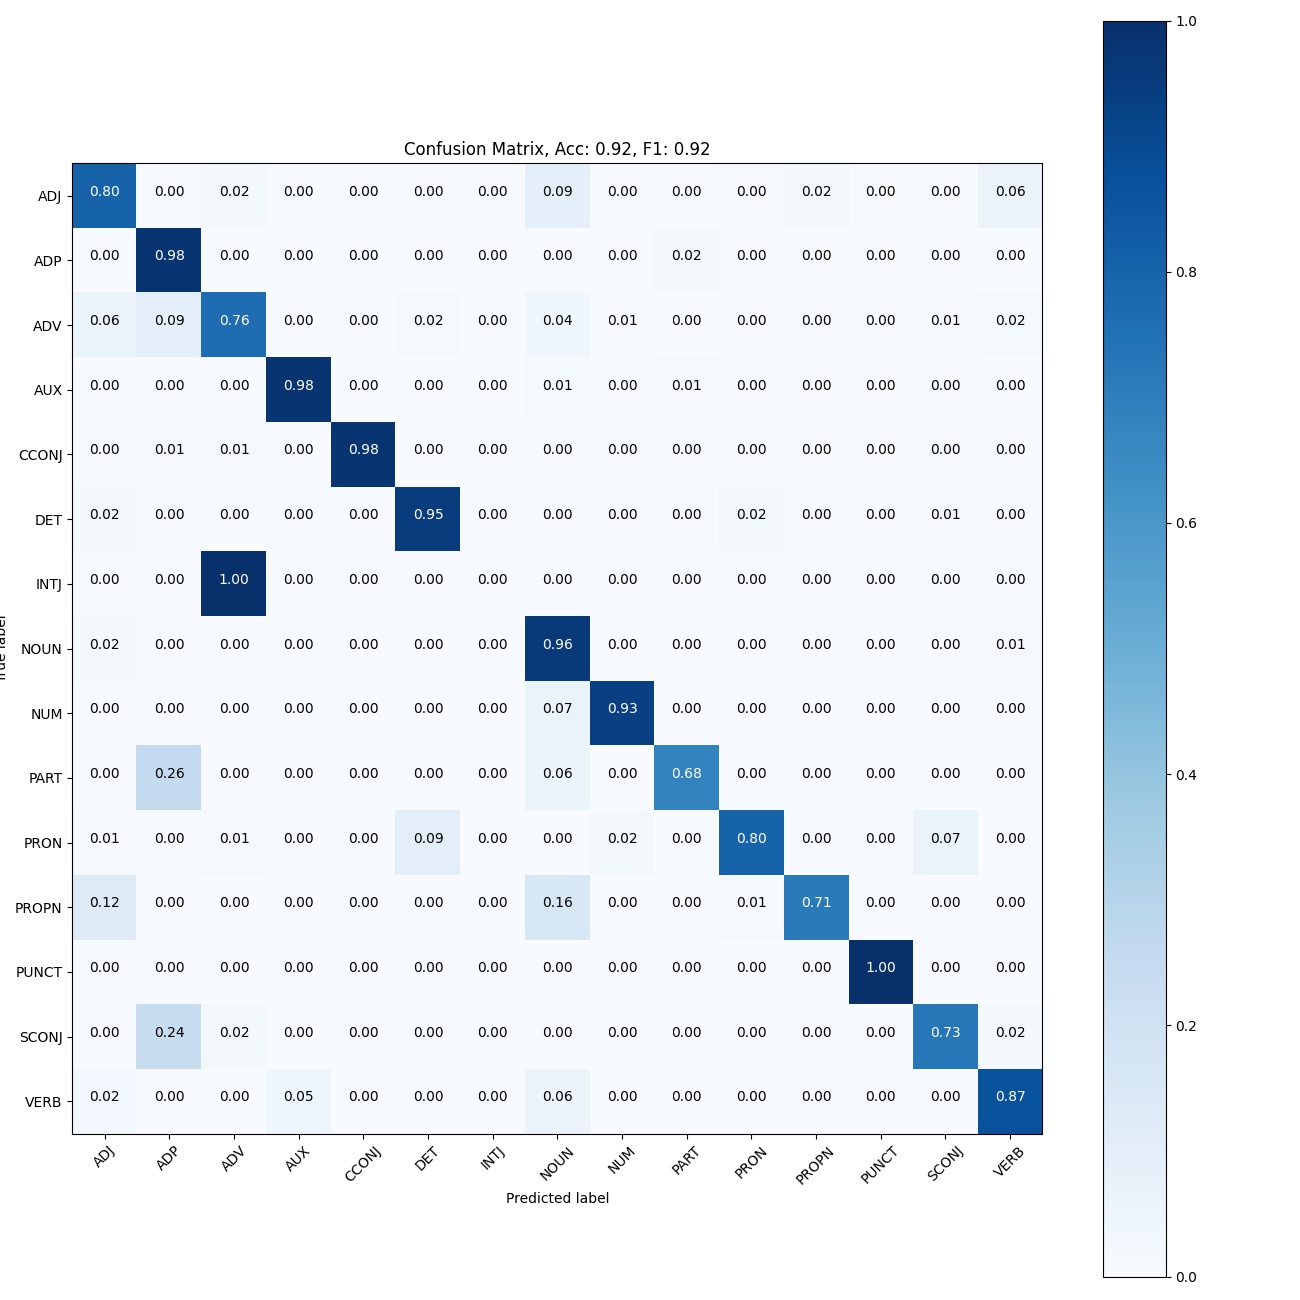 Confusion Matrix, Acc: 0.92, F1: 0.92
ADJ 0.80 0.00 0.02 0.00 0.00 0.00 0.00 0.09 0.00 0.00 0.00 0.02 0.00 0.00 0.06
ADP 0.00 0.98 0.00 0.00 0.00 0.00 0.00 0.00 0.00 0.02 0.00 0.00 0.00 0.00 0.00
ADV 0.06 0.09 0.76 0.00 0.00 0.02 0.00 0.04 0.01 0.00 0.00 0.00 0.00 0.01 0.02
AUX 0.00 0.00 0.00 0.98 0.00 0.00 0.00 0.01 0.00 0.01 0.00 0.00 0.00 0.00 0.00
CCONJ 0.00 0.01 0.01 0.00 0.98 0.00 0.00 0.00 0.00 0.00 0.00 0.00 0.00 0.00 0.00
DET 0.02 0.00 0.00 0.00 0.00 0.95 0.00 0.00 0.00 0.00 0.02 0.00 0.00 0.01 0.00
INTJ 0.00 0.00 1.00 0.00 0.00 0.00 0.00 0.00 0.00 0.00 0.00 0.00 0.00 0.00 0.00
NOUN 0.02 0.00 0.00 0.00 0.00 0.00 0.00 0.96 0.00 0.00 0.00 0.00 0.00 0.00 0.01
NUM 0.00 0.00 0.00 0.00 0.00 0.00 0.00 0.07 0.93 0.00 0.00 0.00 0.00 0.00 0.00
PART 0.00 0.26 0.00 0.00 0.00 0.00 0.00 0.06 0.00 0.68 0.00 0.00 0.00 0.00 0.00
PRON 0.01 0.00 0.01 0.00 0.00 0.09 0.00 0.00 0.02 0.00 0.80 0.00 0.00 0.07 0.00
PROPN 0.12 0.00 0.00 0.00 0.00 0.00 0.00 0.16 0.00 0.00 0.01 0.71 0.00 0.00 0.00
PUNCT 0.00 0.00 0.00 0.00 0.00 0.00 0.00 0.00 0.00 0.00 0.00 0.00 1.00 0.00 0.00
SCONJ 0.00 0.24 0.02 0.00 0.00 0.00 0.00 0.00 0.00 0.00 0.00 0.00 0.00 0.73 0.02
VERB 0.02 0.00 0.00 0.05 0.00 0.00 0.00 0.06 0.00 0.00 0.00 0.00 0.00 0.00 0.87
ADJ ADP ADV AUX CCONJ DET INTJ NOUN NUM PART PRON PROPN PUNCT SCONJ VERB
Predicted label
1.0
0.8
0.6
0.4
0.2
0.0